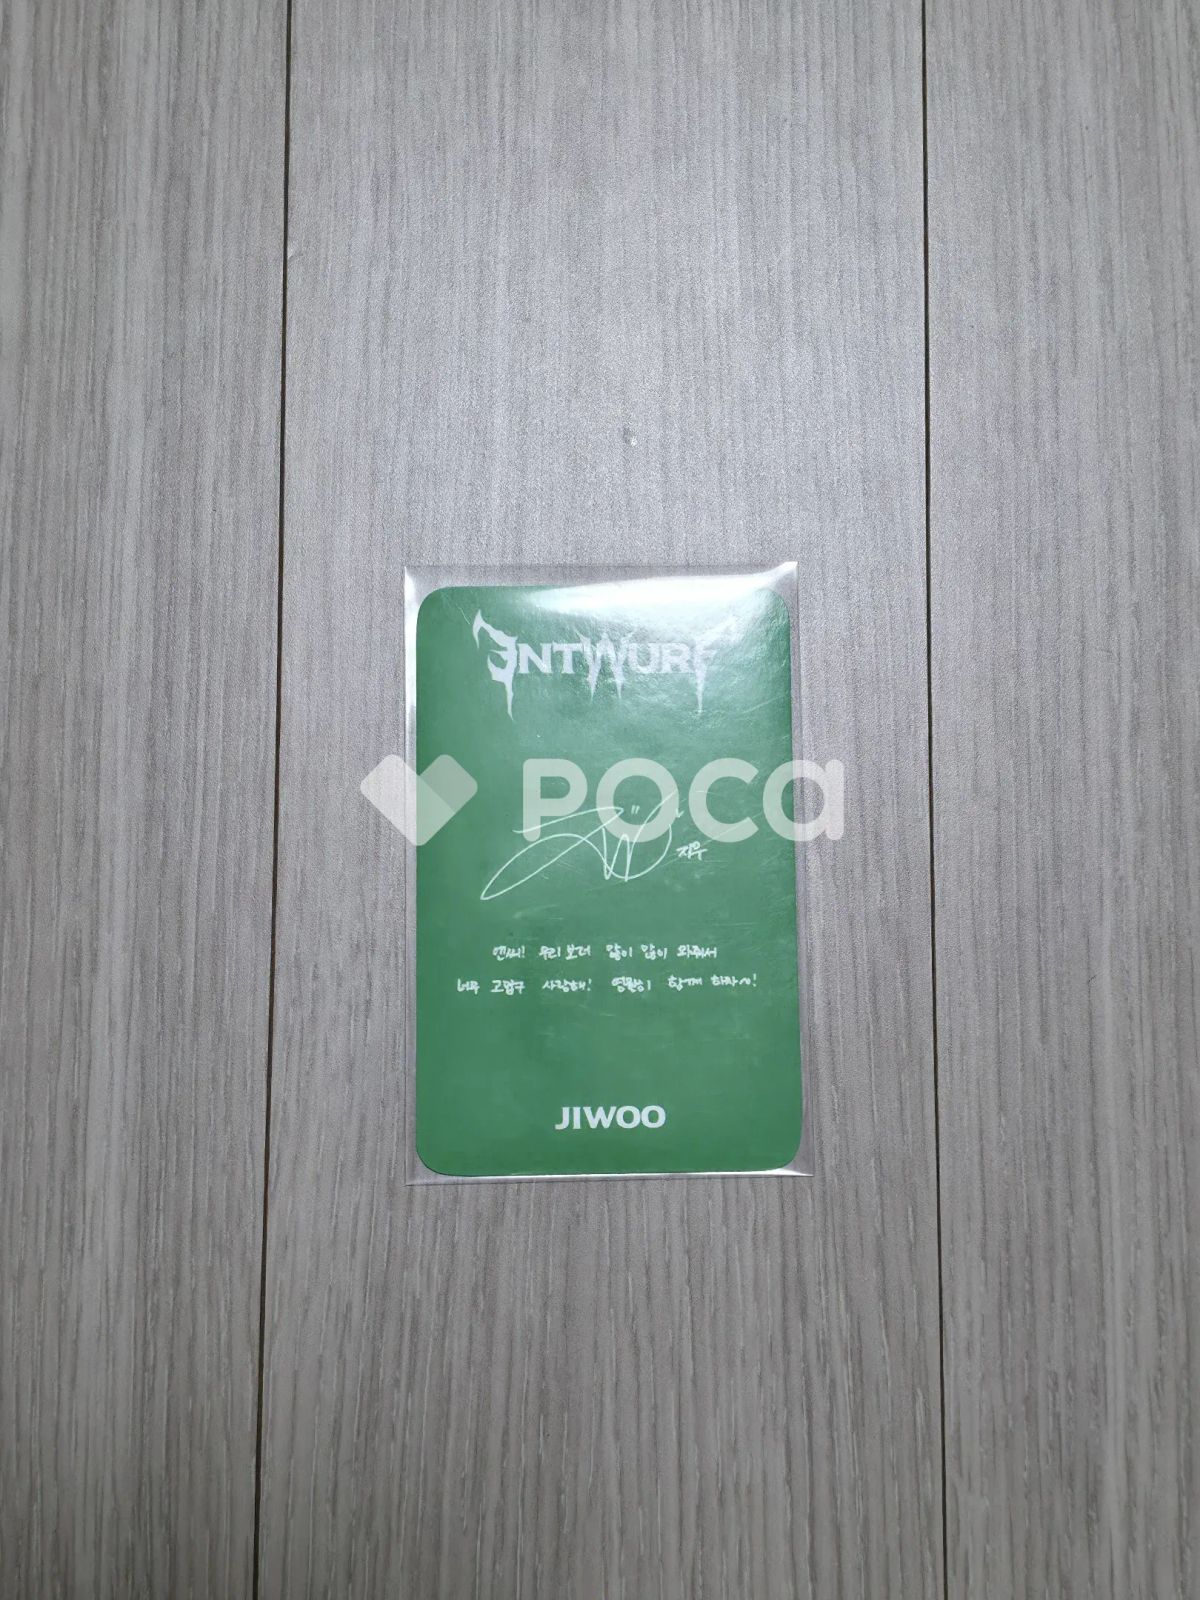 ENTWURF
poca
지우
엔써! 우리 보러 많이 많이 와줘서
너무 고맙구 사랑해! 영원히 함께 하자~!
JIWOO